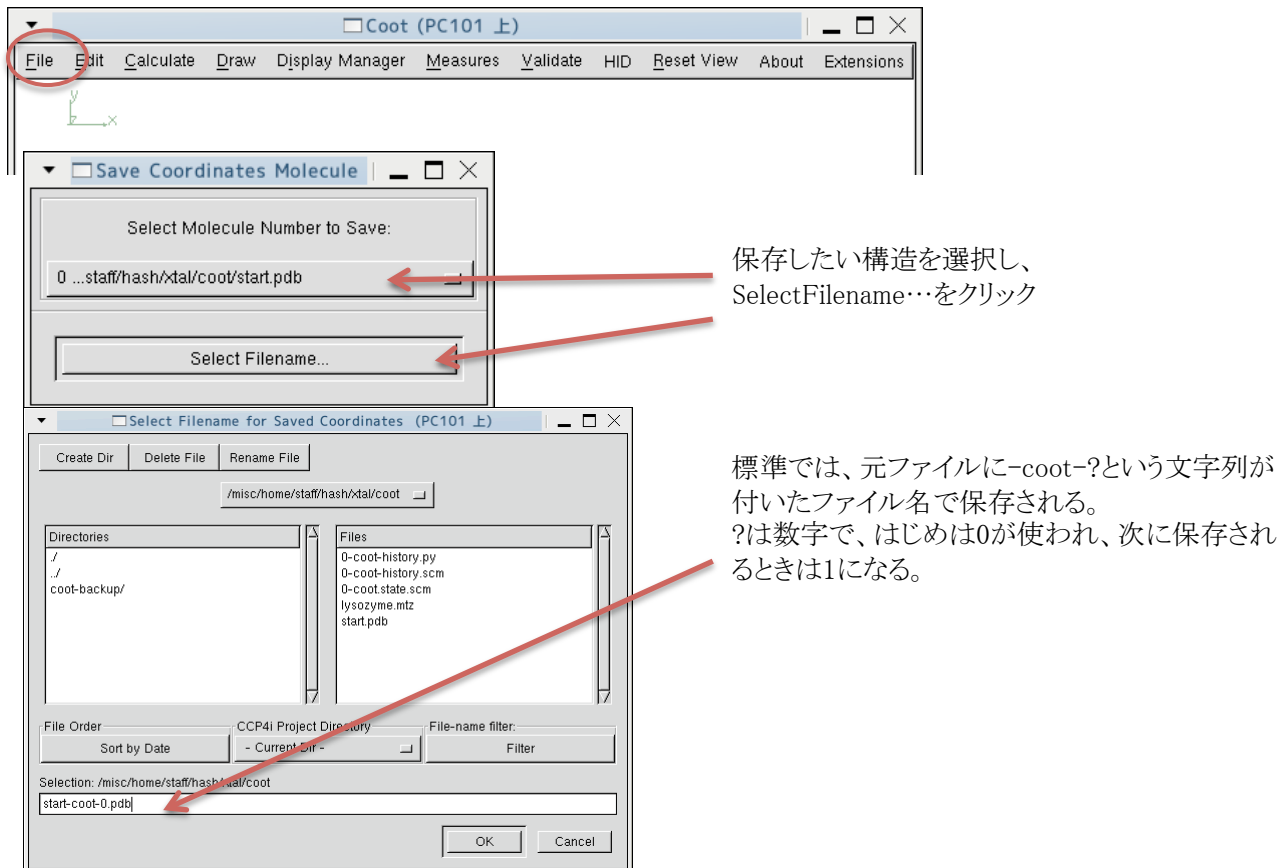 Coot (PC101 上)
File Edit Calculate Draw Display Manager Measures Validate HID Reset View About Extensions
y
z x
Save Coordinates Molecule
Select Molecule Number to Save:
0 ...staff/hash/xtal/coot/start.pdb
Select Filename...
保存したい構造を選択し、
SelectFilename…をクリック
Select Filename for Saved Coordinates (PC101 上)
Create Dir Delete File Rename File
/misc/home/staff/hash/xtal/coot
Directories
./
../
coot-backup/
Files
0-coot-history.py
0-coot-history.scm
0-coot.state.scm
lysozyme.mtz
start.pdb
標準では、元ファイルに-coot-?という文字列が
付いたファイル名で保存される。
?は数字で、はじめは0が使われ、次に保存され
るときは1になる。
File Order CCP4i Project Directory File-name filter:
Sort by Date - Current Dir - Filter
Selection: /misc/home/staff/hash/xtal/coot
start-coot-0.pdb
OK Cancel